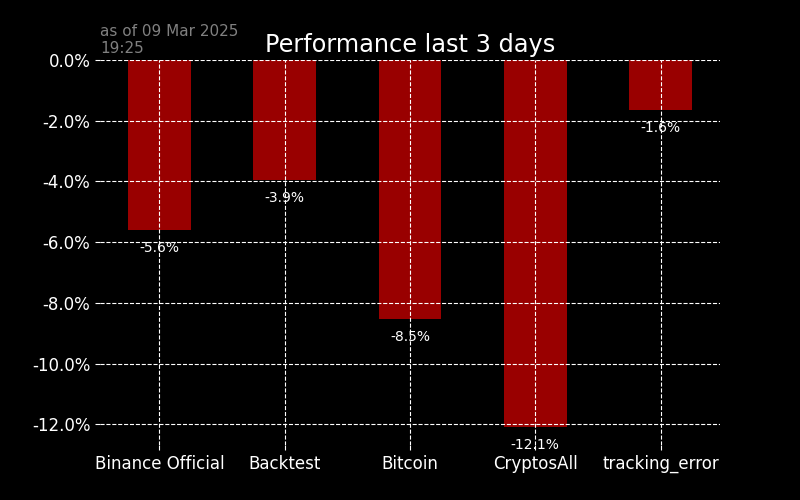 as of 09 Mar 2025
19:25
Performance last 3 days
0.0%
-2.0%
-4.0%
-6.0%
-8.0%
-10.0%
-12.0%
-5.6%
-3.9%
-8.5%
-12.1%
-1.6%
Binance Official
Backtest
Bitcoin
CryptosAll
tracking_error